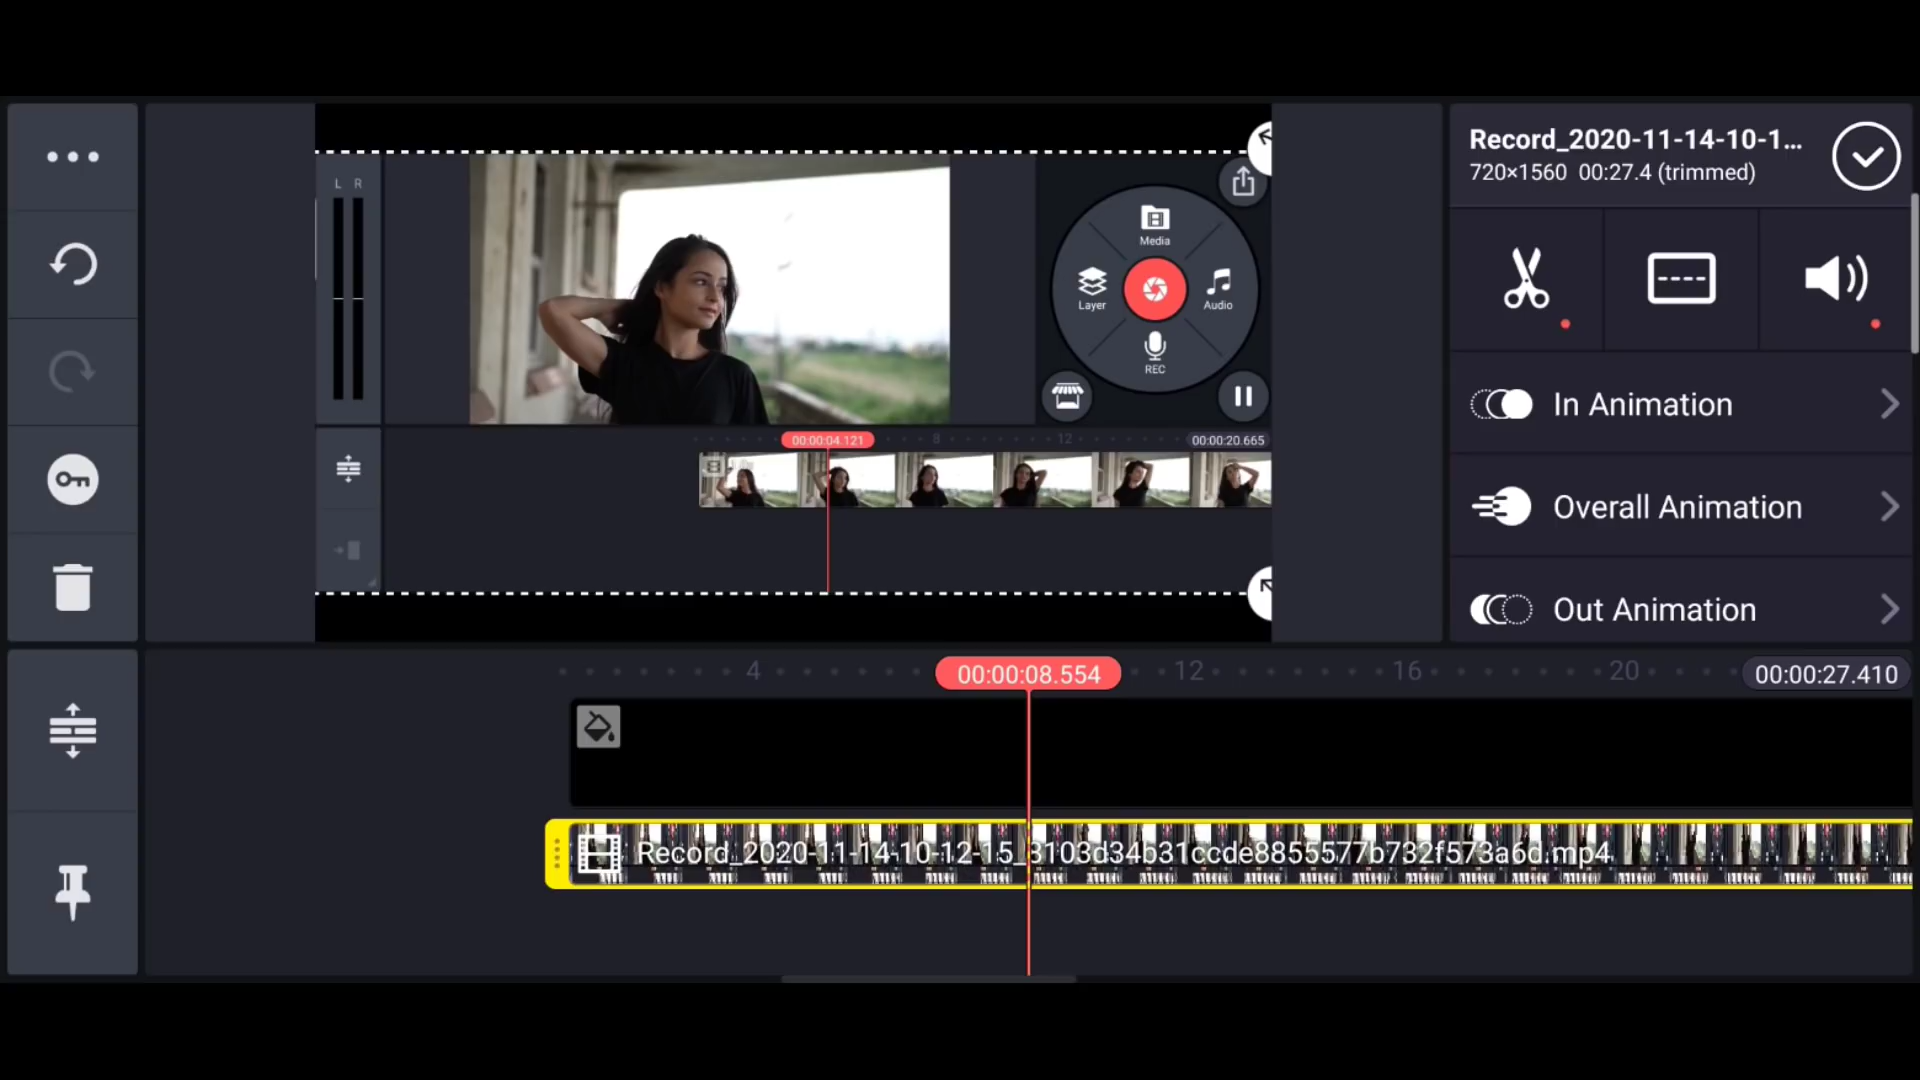 L R
Media
Layer
Audio
REC
00:00:04.121
8
12
00:00:20.665
Record_2020-11-14-10-1...
720×1560 00:27.4 (trimmed)
In Animation
Overall Animation
Out Animation
4
00:00:08.554
12
16
20
00:00:27.410
Record_2020-11-14-10-12-15_3103d34b31ccde8855577b732f573a6d.mp4